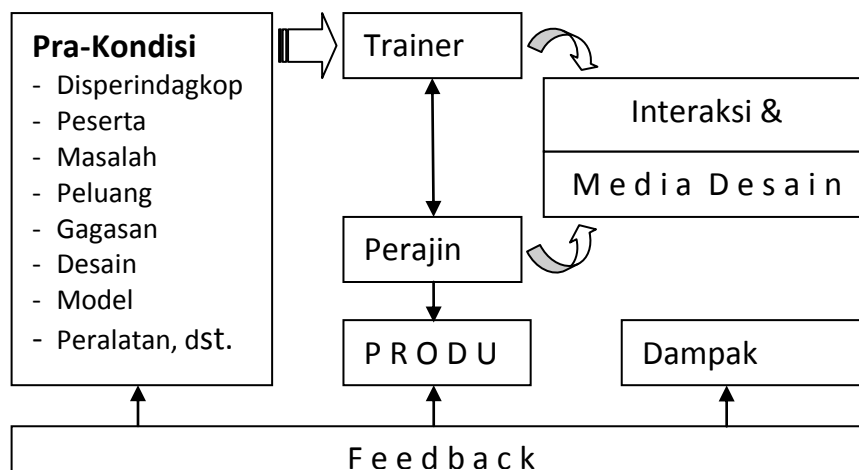 Pra-Kondisi
- Disperindagkop
- Peserta
- Masalah
- Peluang
- Gagasan
- Desain
- Model
- Peralatan, dst.
Trainer
Interaksi &
M e d i a D e s a i n
Perajin
P R O D U
Dampak
F e e d b a c k